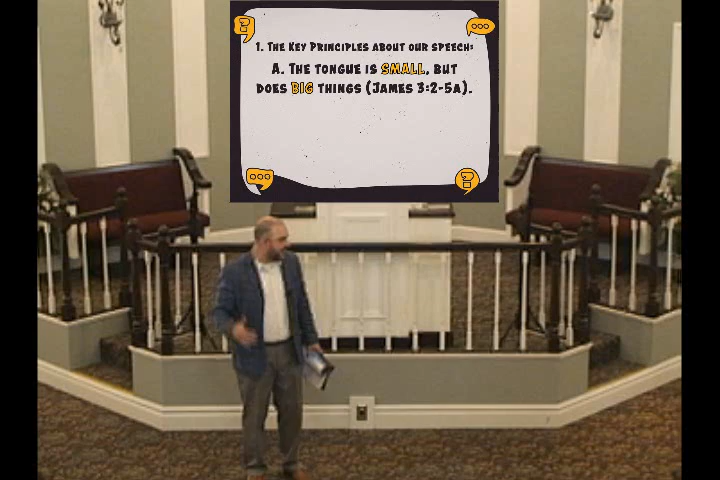 1. The Key Principles about our speech:
A. The tongue is small, but
does big things (James 3:2-5a).